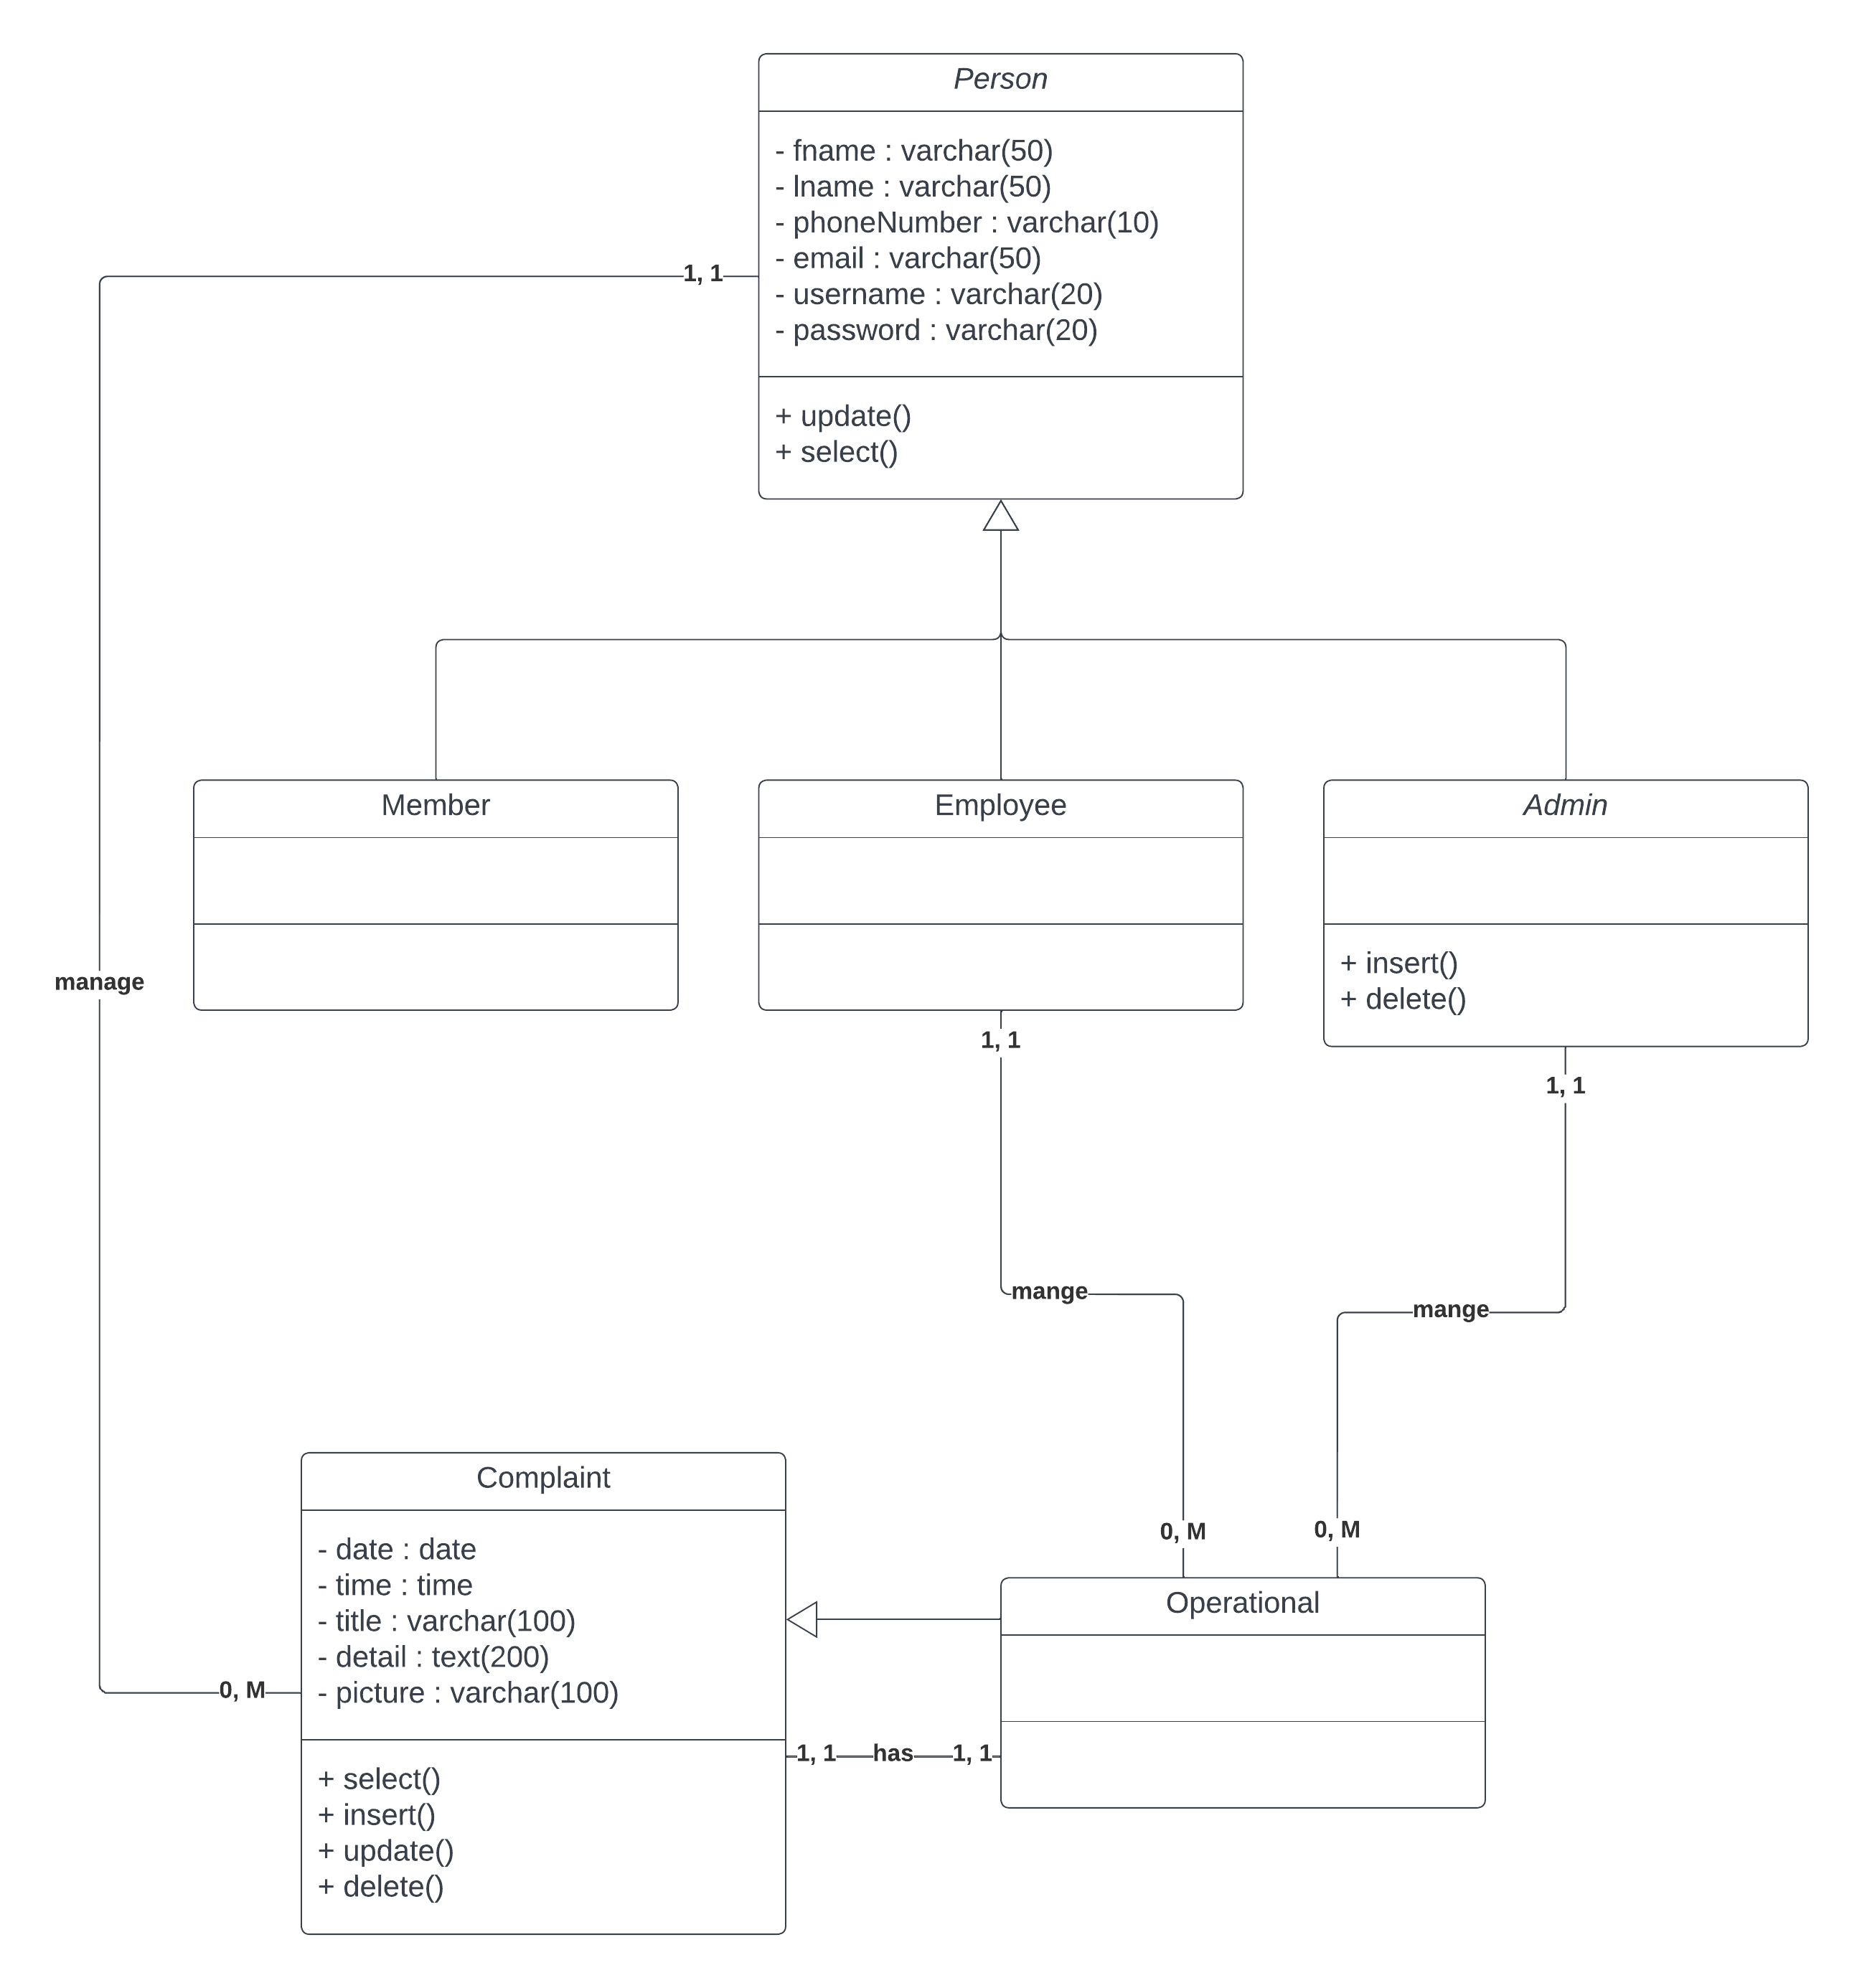 Person
- fname : varchar(50)
- lname : varchar(50)
- phoneNumber : varchar(10)
- email : varchar(50)
- username : varchar(20)
- password : varchar(20)
+ update()
+ select()
1, 1
manage
Member
Employee
Admin
+ insert()
+ delete()
1, 1
1, 1
mange
mange
0, M
0, M
Complaint
- date : date
- time : time
- title : varchar(100)
- detail : text(200)
- picture : varchar(100)
+ select()
+ insert()
+ update()
+ delete()
0, M
1, 1
has
1, 1
Operational